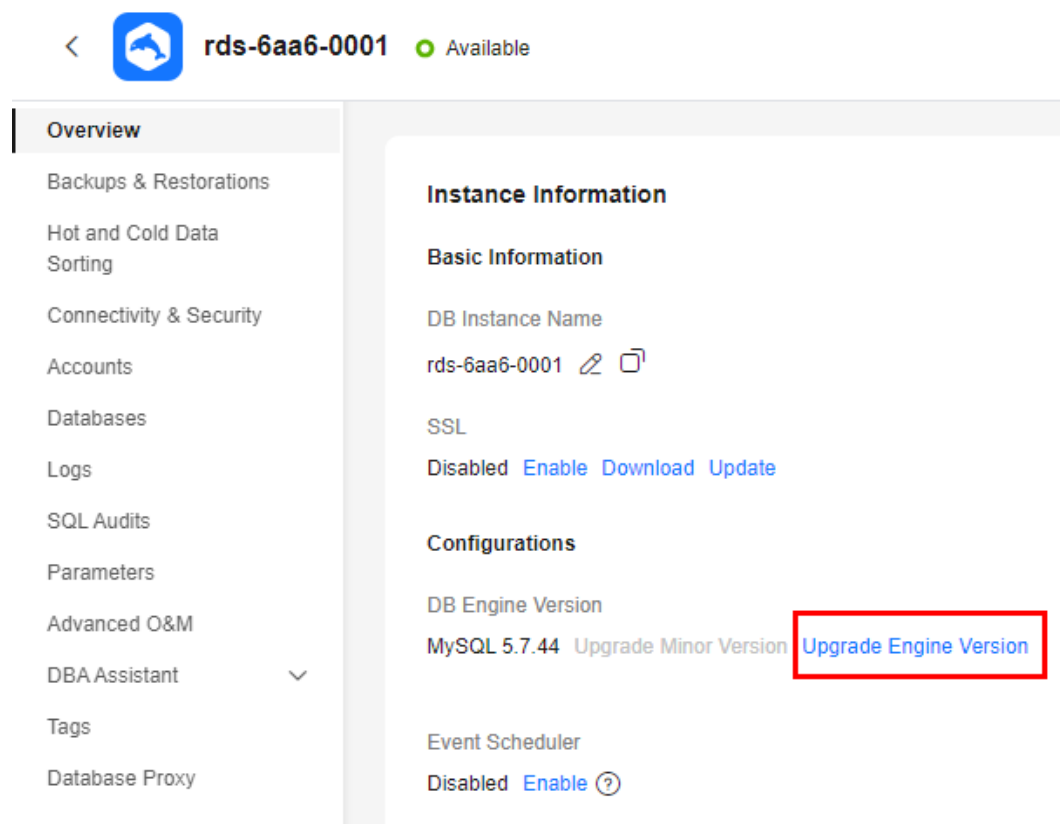 rds-6aa6-0001 Available
Overview
Backups & Restorations
Hot and Cold Data
Sorting
Connectivity & Security
Accounts
Databases
Logs
SQL Audits
Parameters
Advanced O&M
DBA Assistant
Tags
Database Proxy
Instance Information
Basic Information
DB Instance Name
rds-6aa6-0001
SSL
Disabled Enable Download Update
Configurations
DB Engine Version
MySQL 5.7.44 Upgrade Minor Version Upgrade Engine Version
Event Scheduler
Disabled Enable ?